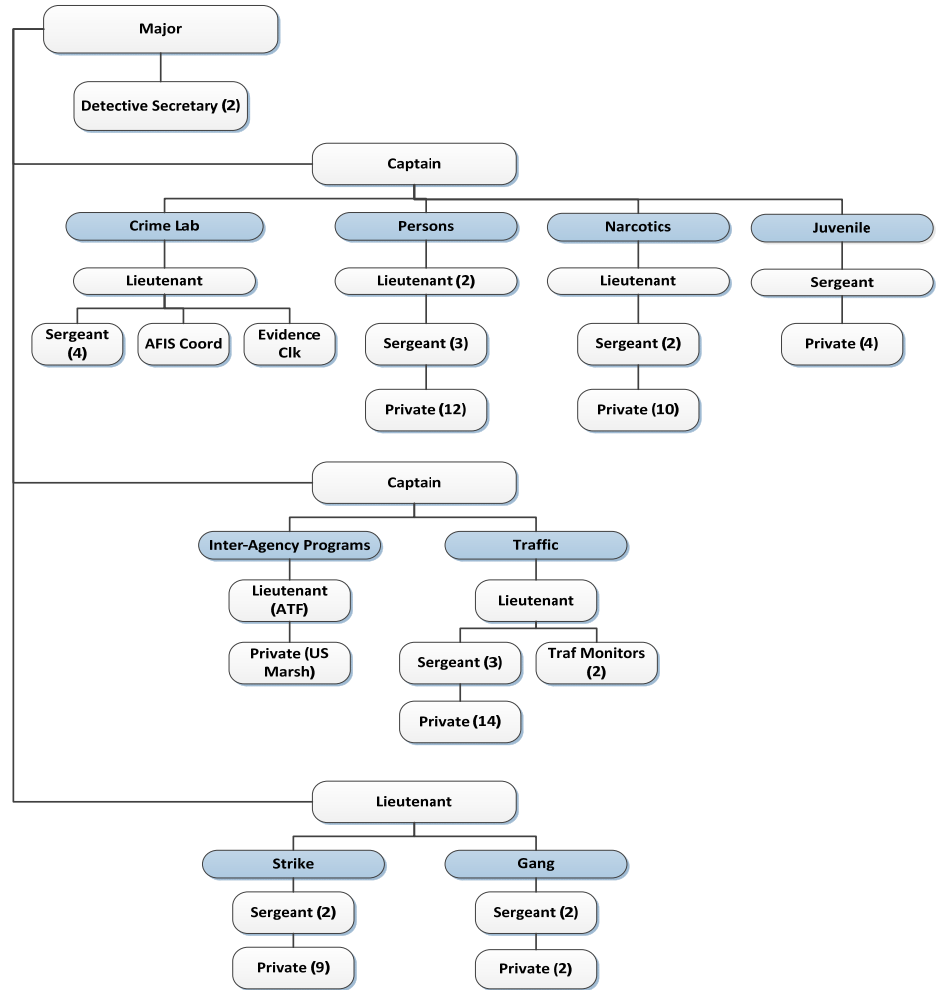 Major
Detective Secretary (2)
Captain
Crime Lab
Persons
Narcotics
Juvenile
Lieutenant
Lieutenant (2)
Lieutenant
Sergeant
Sergeant
(4)
AFIS Coord
Evidence
Clk
Sergeant (3)
Sergeant (2)
Private (4)
Private (12)
Private (10)
Captain
Inter-Agency Programs
Traffic
Lieutenant
(ATF)
Lieutenant
Private (US
Marsh)
Sergeant (3)
Traf Monitors
(2)
Private (14)
Lieutenant
Strike
Gang
Sergeant (2)
Sergeant (2)
Private (9)
Private (2)